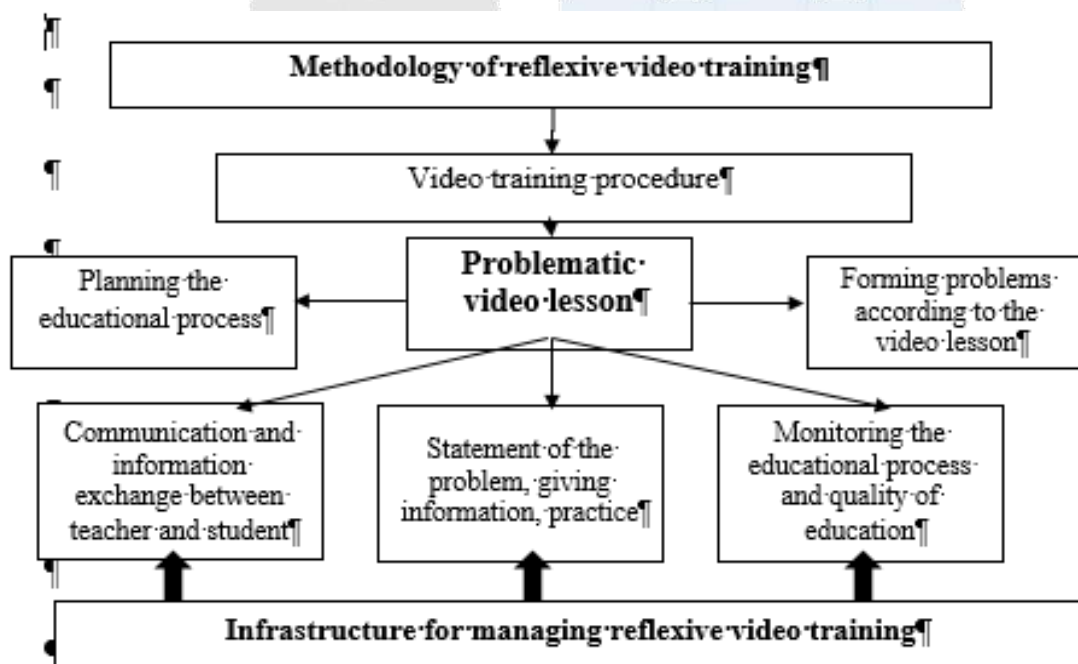 Methodology of reflexive video training¶
Video training procedure¶
Problematic
video lesson¶
Planning the
educational process¶
Forming problems
according to the
video lesson¶
Communication and
information
exchange between
teacher and student¶
Statement of the
problem, giving
information, practice¶
Monitoring the
educational process
and quality of
education¶
Infrastructure for managing reflexive video training¶